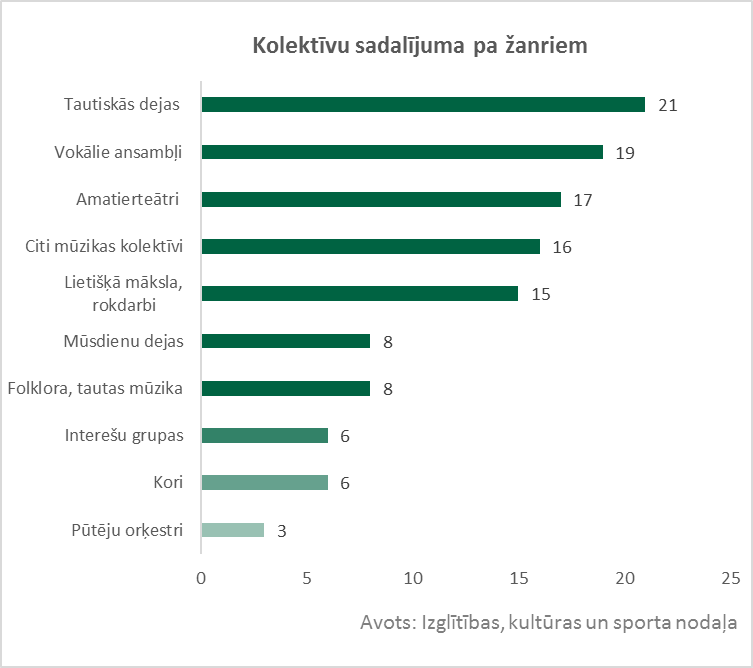 Kolektīvu sadalījuma pa žanriem
Tautiskās dejas 21
Vokālie ansambļi 19
Amatierteātri 17
Citi mūzikas kolektīvi 16
Lietišķā māksla,
rokdarbi 15
Mūsdienu dejas 8
Folklora, tautas mūzika 8
Interešu grupas 6
Kori 6
Pūtēju orķestri 3
0 5 10 15 20 25
Avots: Izglītības, kultūras un sporta nodaļa